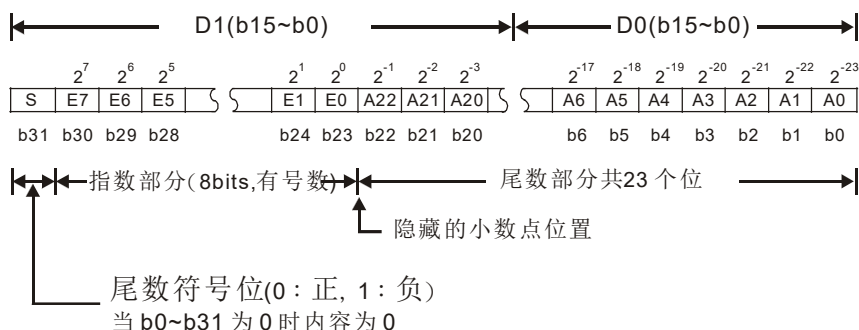 D1(b15~b0) D0(b15~b0)
2^7 2^6 2^5 2^1 2^0 2^-1 2^-2 2^-3 2^-17 2^-18 2^-19 2^-20 2^-21 2^-22 2^-23
S E7 E6 E5 E1 E0 A22 A21 A20 A6 A5 A4 A3 A2 A1 A0
b31 b30 b29 b28 b24 b23 b22 b21 b20 b6 b5 b4 b3 b2 b1 b0
指数部分(8bits,有号数) 尾数部分共23 个位
隐藏的小数点位置
尾数符号位(0：正, 1：负)
当 b0~b31 为 0 时内容为 0